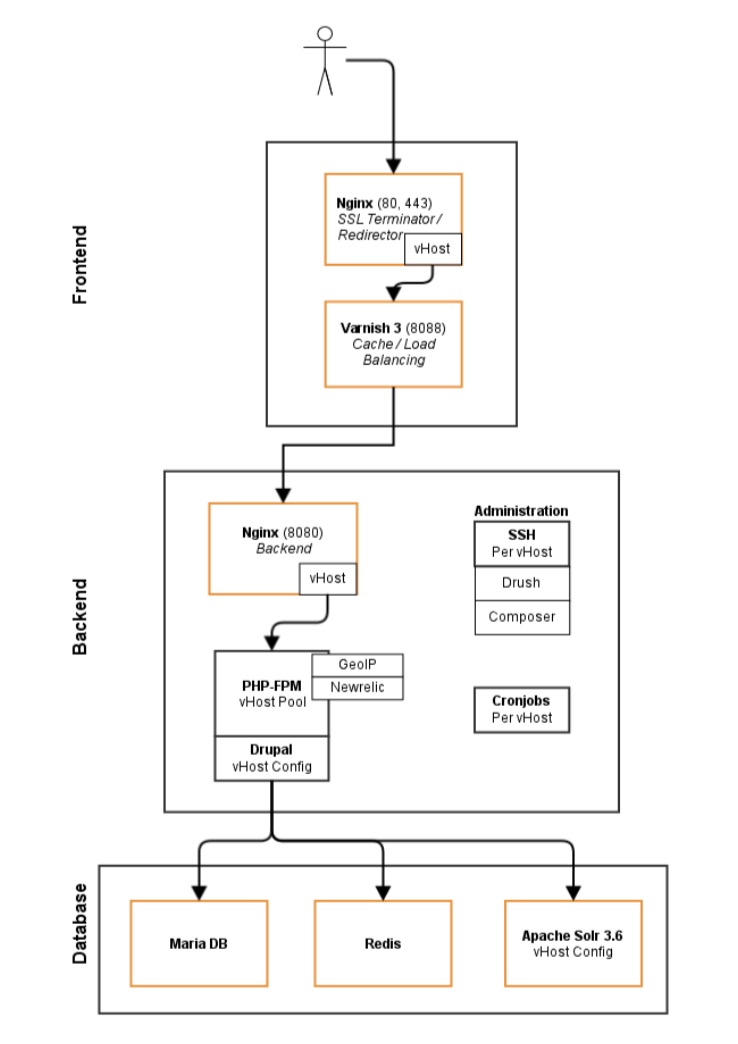 Frontend
Nginx (80, 443)
SSL Terminator/
Redirector
vHost
Varnish 3 (8088)
Cache / Load
Balancing
Backend
Nginx (8080)
Backend
vHost
Administration
SSH
Per vHost
Drush
Composer
GeoIP
Newrelic
PHP-FPM
vHost Pool
Drupal
vHost Config
Cronjobs
Per vHost
Database
Maria DB
Redis
Apache Solr 3.6
vHost Config